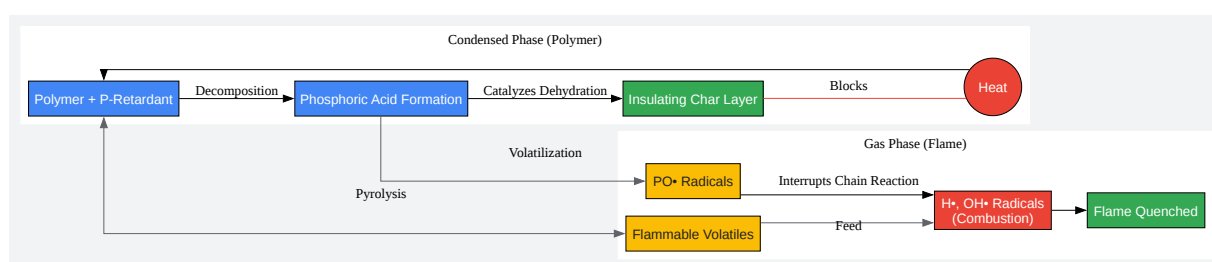 Condensed Phase (Polymer)
Polymer + P-Retardant
Decomposition
Phosphoric Acid Formation
Catalyzes Dehydration
Insulating Char Layer
Blocks
Heat
Gas Phase (Flame)
Volatilization
Pyrolysis
PO• Radicals
Interrupts Chain Reaction
H•, OH• Radicals
(Combustion)
Flame Quenched
Flammable Volatiles
Feed